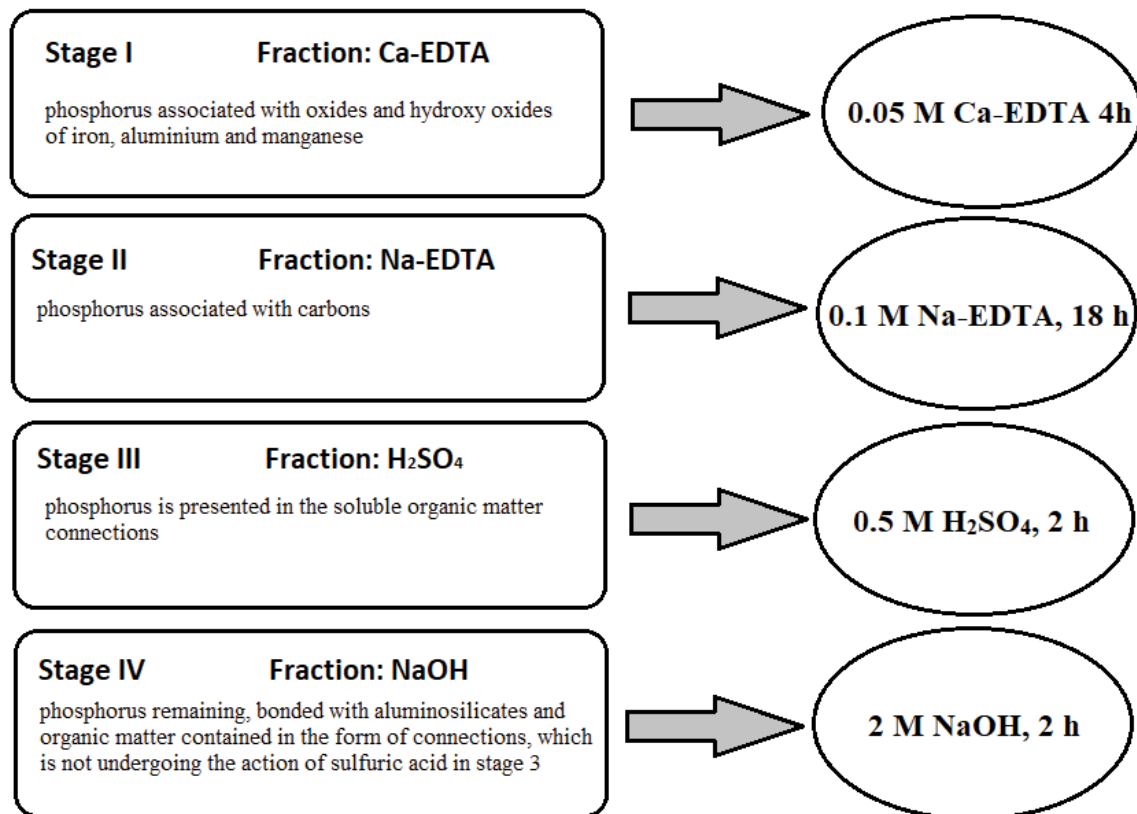 Stage I Fraction: Ca-EDTA
phosphorus associated with oxides and hydroxy oxides
of iron, aluminium and manganese
0.05 M Ca-EDTA 4h
Stage II Fraction: Na-EDTA
phosphorus associated with carbons
0.1 M Na-EDTA, 18 h
Stage III Fraction: H₂SO₄
phosphorus is presented in the soluble organic matter
connections
0.5 M H₂SO₄, 2 h
Stage IV Fraction: NaOH
phosphorus remaining, bonded with aluminosilicates and
organic matter contained in the form of connections, which
is not undergoing the action of sulfuric acid in stage 3
2 M NaOH, 2 h